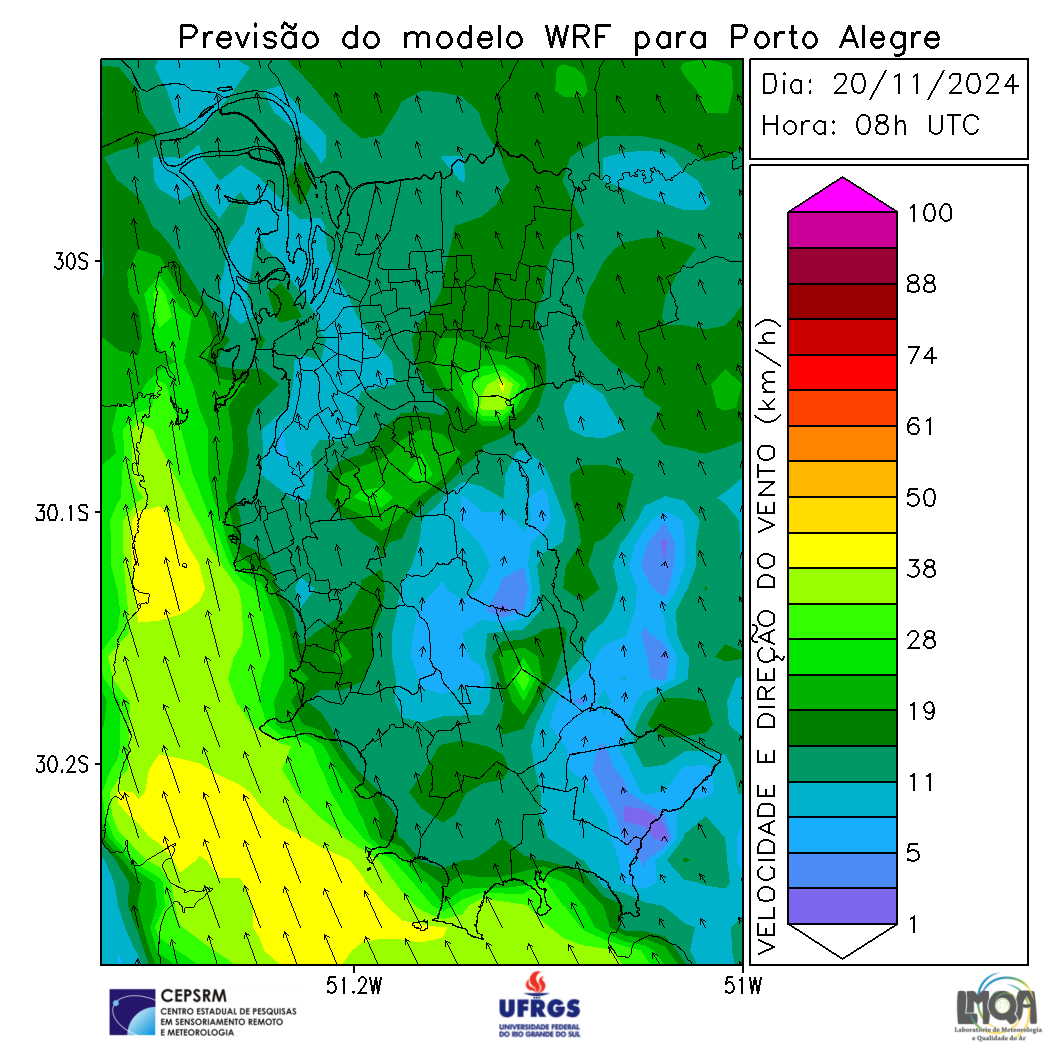 Previsão do modelo WRF para Porto Alegre
Dia: 20/11/2024
Hora: 08h UTC
30S
30.1S
30.2S
51.2W
51W
VELOCIDADE E DIREÇÃO DO VENTO (km/h)
100
88
74
61
50
38
28
19
11
5
1
CEPSRM
CENTRO ESTADUAL DE PESQUISAS
EM SENSORIAMENTO REMOTO
E METEOROLOGIA
UFRGS
UNIVERSIDADE FEDERAL
DO RIO GRANDE DO SUL
LMQA
Laboratório de Meteorologia
e Qualidade do Ar